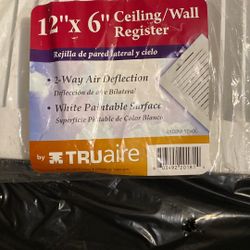 12"x 6" Ceiling/Wall
Register
Rejilla de pared lateral y cielo
• 2-Way Air Deflection
Deflección de aire Bilateral
• White Paintable Surface
Superficie Pintable de Color Blanco
by TRUaire